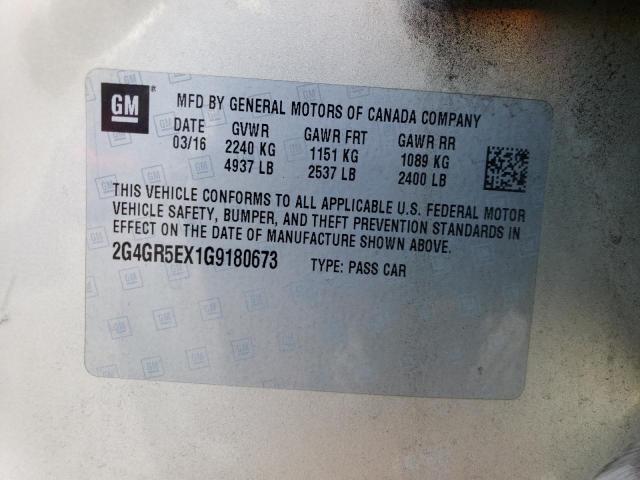 GM ® MFD BY GENERAL MOTORS OF CANADA COMPANY
DATE GVWR GAWR FRT GAWR RR
03/16 2240 KG 1151 KG 1089 KG
4937 LB 2537 LB 2400 LB
THIS VEHICLE CONFORMS TO ALL APPLICABLE U.S. FEDERAL MOTOR
VEHICLE SAFETY, BUMPER, AND THEFT PREVENTION STANDARDS IN
EFFECT ON THE DATE OF MANUFACTURE SHOWN ABOVE.
2G4GR5EX1G9180673 TYPE: PASS CAR